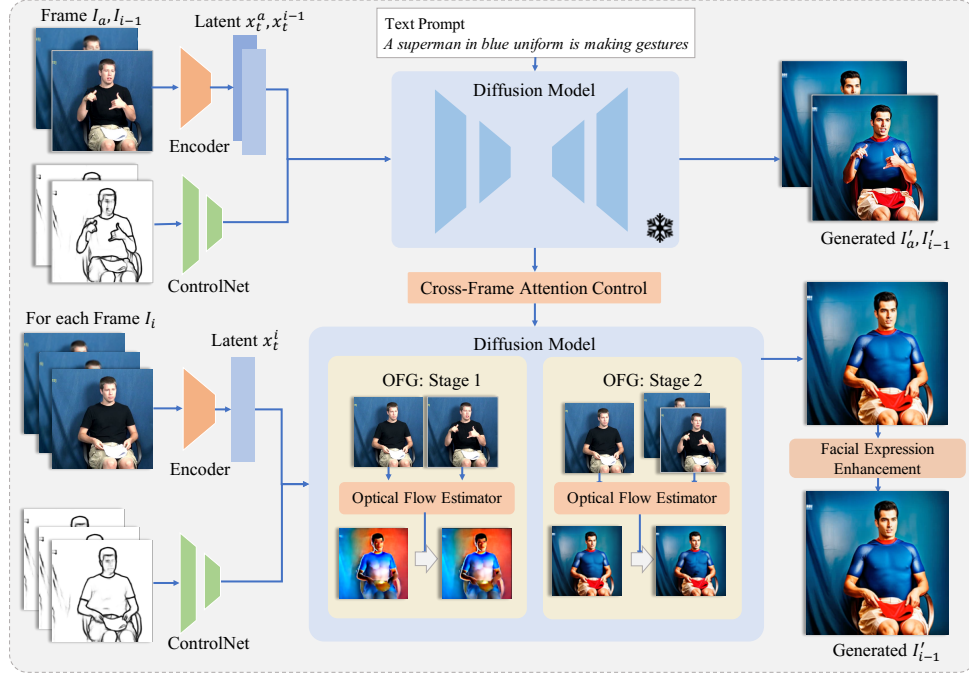 Frame I_a, I_{i-1}
Latent x_t^a, x_t^{i-1}
Text Prompt
A superman in blue uniform is making gestures
Diffusion Model
Encoder
ControlNet
Generated I'_a, I'_{i-1}
Cross-Frame Attention Control
For each Frame I_i
Latent x_t^i
Diffusion Model
OFG: Stage 1
OFG: Stage 2
Encoder
Optical Flow Estimator
Optical Flow Estimator
Facial Expression
Enhancement
ControlNet
Generated I'_{i-1}